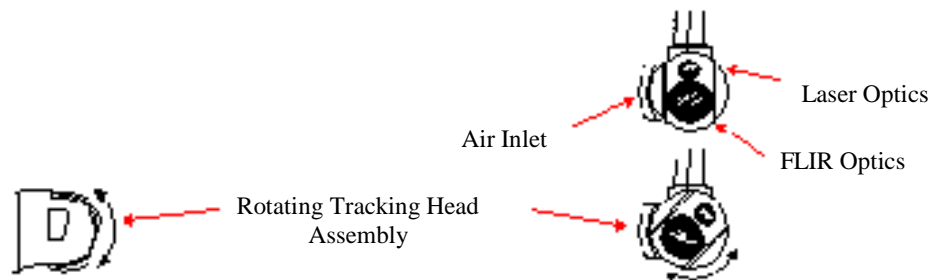 Laser Optics
Air Inlet
FLIR Optics
Rotating Tracking Head
Assembly